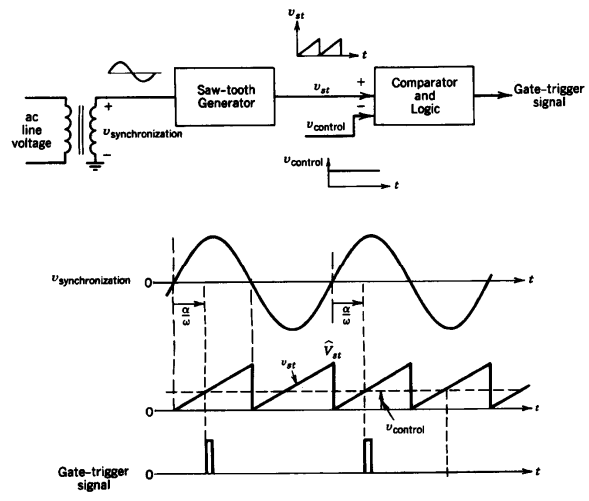 v_st
t
ac
line
voltage
+
v_synchronization
−
Saw-tooth
Generator
v_st
+
−
v_control
Comparator
and
Logic
Gate-trigger
signal
v_control
t
v_synchronization
0
t
α/ω
α/ω
v_st
V̂_st
0
t
v_control
Gate-trigger
signal
0
t